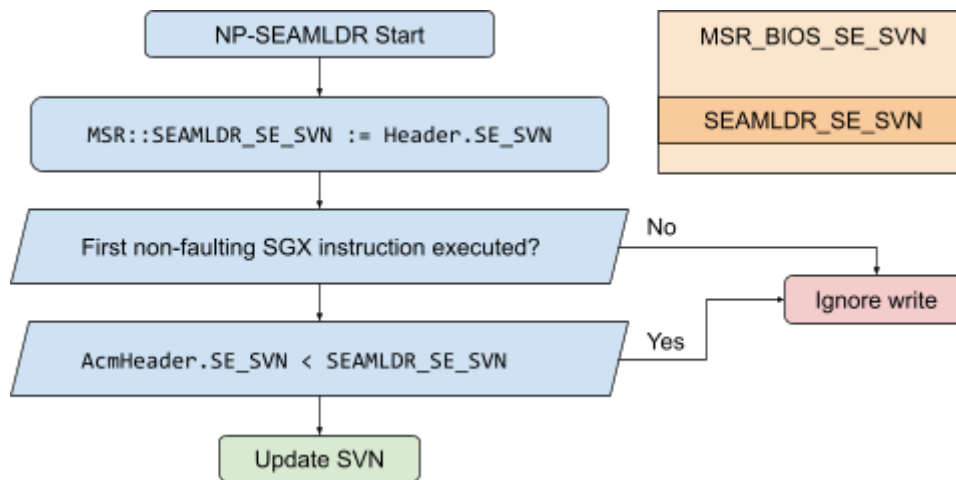 NP-SEAMLDR Start
MSR_BIOS_SE_SVN
MSR::SEAMLDR_SE_SVN := Header.SE_SVN
SEAMLDR_SE_SVN
First non-faulting SGX instruction executed?
No
Ignore write
AcmHeader.SE_SVN < SEAMLDR_SE_SVN
Yes
Update SVN